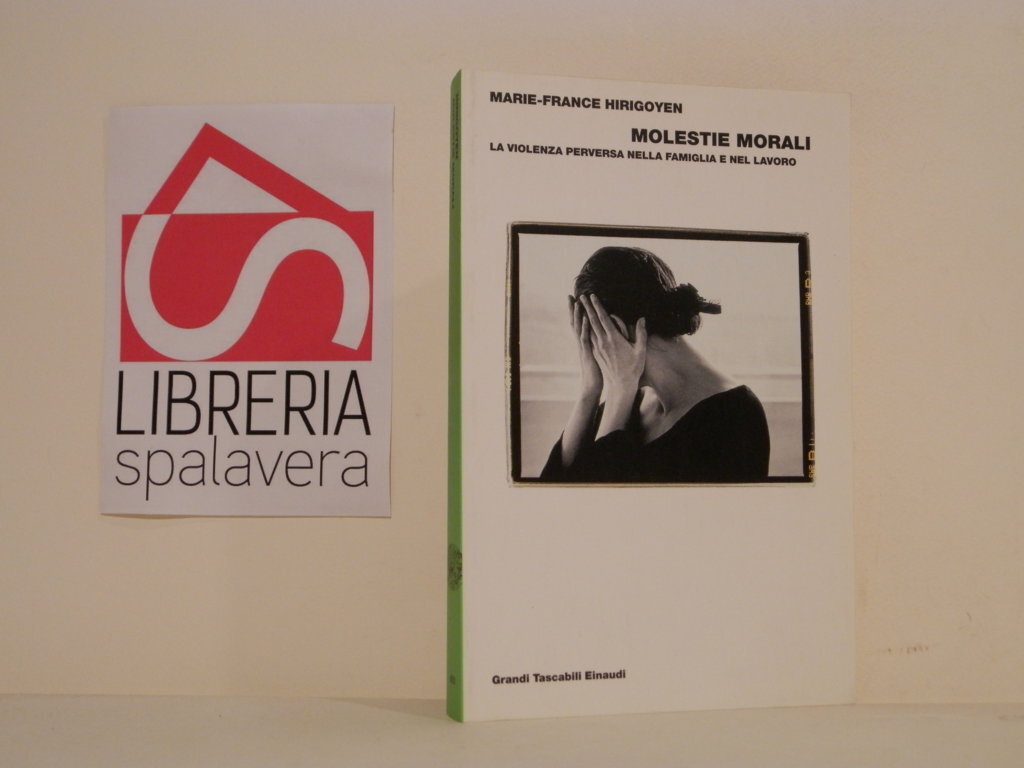 LIBRERIA
spalavera
MARIE-FRANCE HIRIGOYEN
MOLESTIE MORALI
LA VIOLENZA PERVERSA NELLA FAMIGLIA E NEL LAVORO
Grandi Tascabili Einaudi